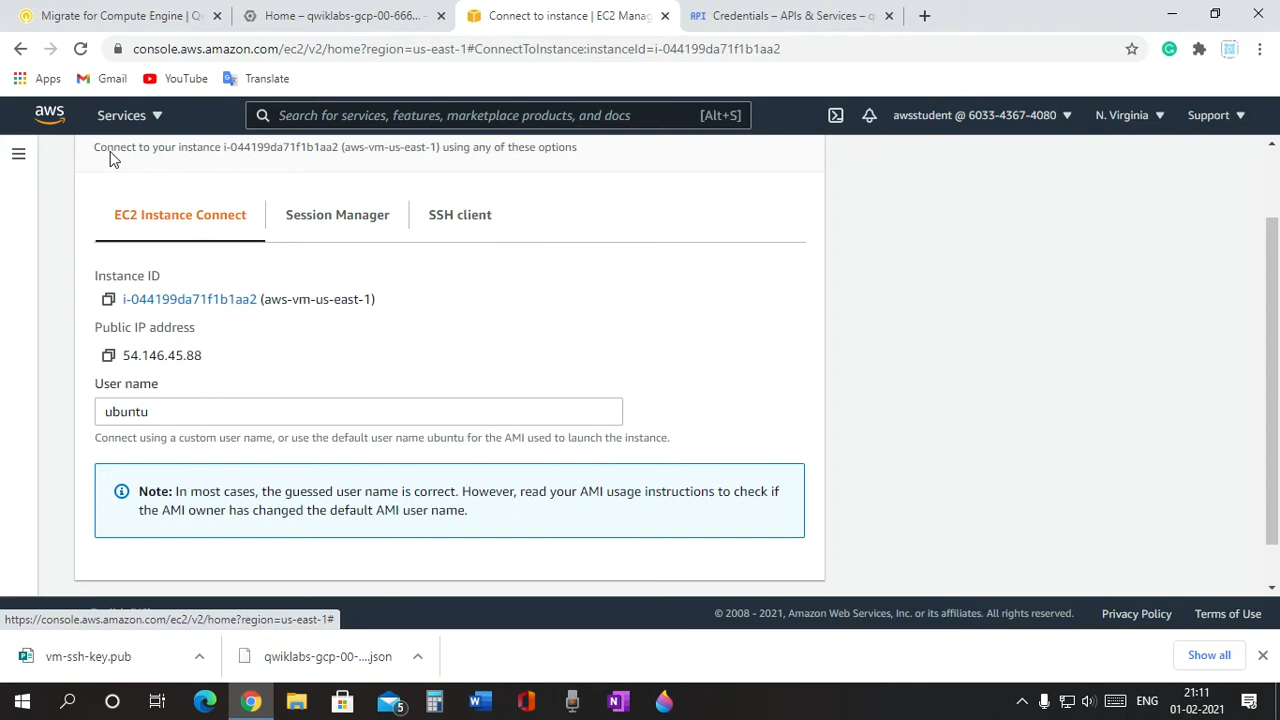 Migrate for Compute Engine | Qw
Home – qwiklabs-gcp-00-666...
Connect to instance | EC2 Manag
API Credentials – APIs & Services – q
console.aws.amazon.com/ec2/v2/home?region=us-east-1#ConnectToInstance:instanceId=i-044199da71f1b1aa2
Apps Gmail YouTube Translate
aws Services Search for services, features, marketplace products, and docs [Alt+S] awsstudent @ 6033-4367-4080 N. Virginia Support
Connect to your instance i-044199da71f1b1aa2 (aws-vm-us-east-1) using any of these options
EC2 Instance Connect Session Manager SSH client
Instance ID
i-044199da71f1b1aa2 (aws-vm-us-east-1)
Public IP address
54.146.45.88
User name
ubuntu
Connect using a custom user name, or use the default user name ubuntu for the AMI used to launch the instance.
Note: In most cases, the guessed user name is correct. However, read your AMI usage instructions to check if
the AMI owner has changed the default AMI user name.
© 2008 - 2021, Amazon Web Services, Inc. or its affiliates. All rights reserved. Privacy Policy Terms of Use
https://console.aws.amazon.com/ec2/v2/home?region=us-east-1#
vm-ssh-key.pub qwiklabs-gcp-00-....json Show all
5 ENG 21:11
01-02-2021